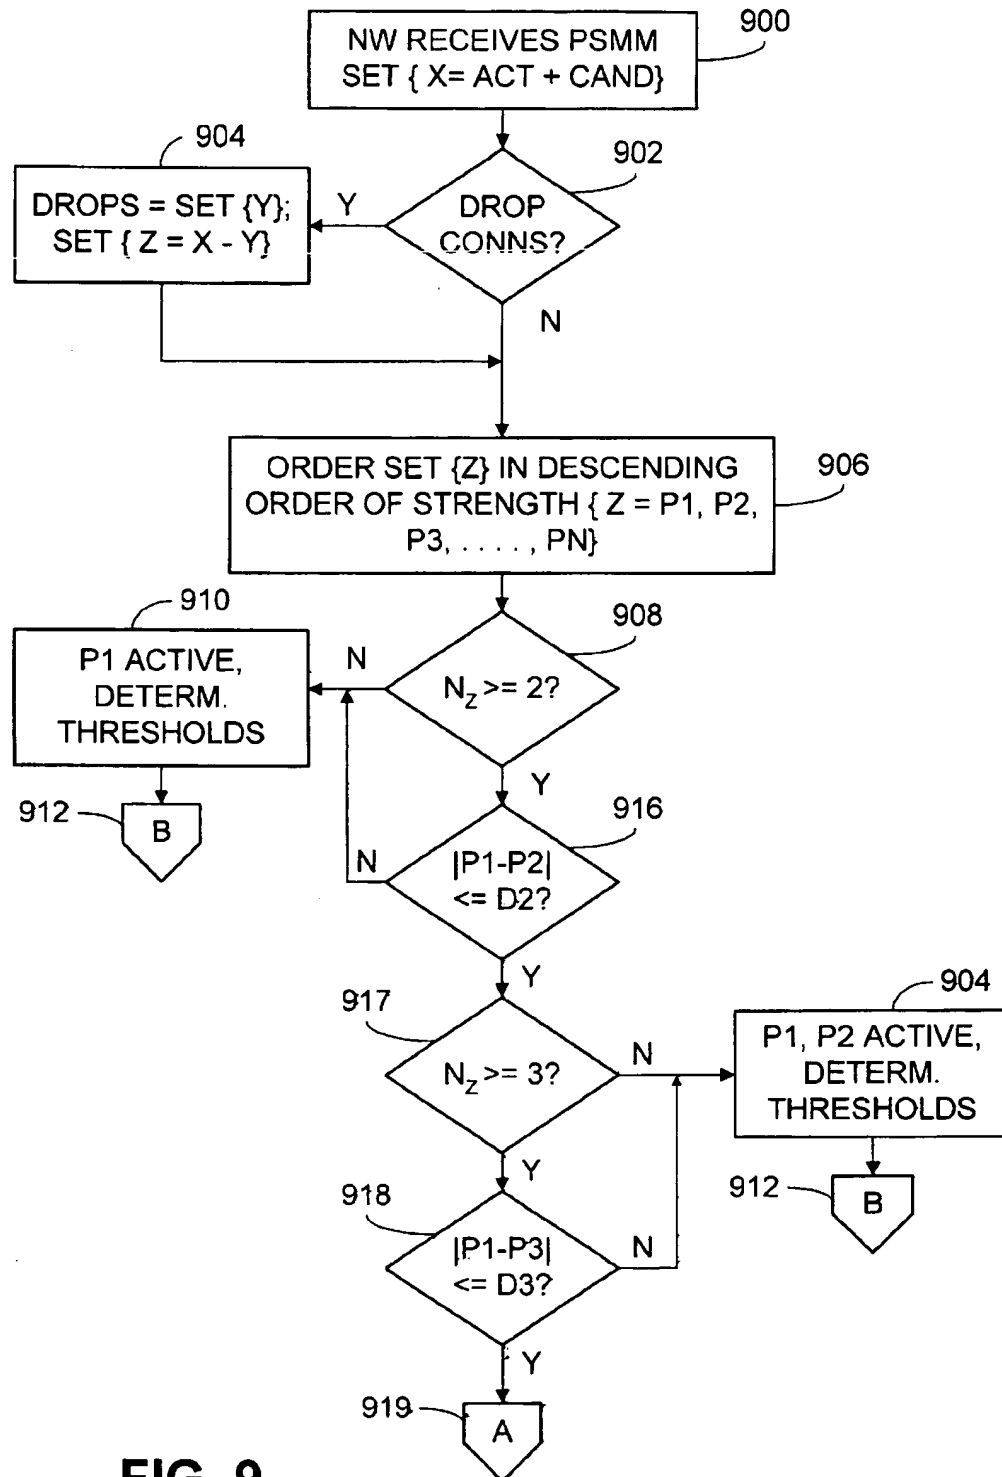 NW RECEIVES PSMM
SET { X= ACT + CAND}
900
904
902
DROPS = SET {Y};
SET { Z = X - Y}
Y
DROP
CONNS?
N
ORDER SET {Z} IN DESCENDING
ORDER OF STRENGTH { Z = P1, P2,
P3, . . . . , PN}
906
910
908
P1 ACTIVE,
DETERM.
THRESHOLDS
N
NZ >= 2?
Y
912
B
916
N
|P1-P2|
<= D2?
Y
917
904
NZ >= 3?
N
P1, P2 ACTIVE,
DETERM.
THRESHOLDS
Y
918
912
B
|P1-P3|
<= D3?
N
Y
919
A
FIG. 9